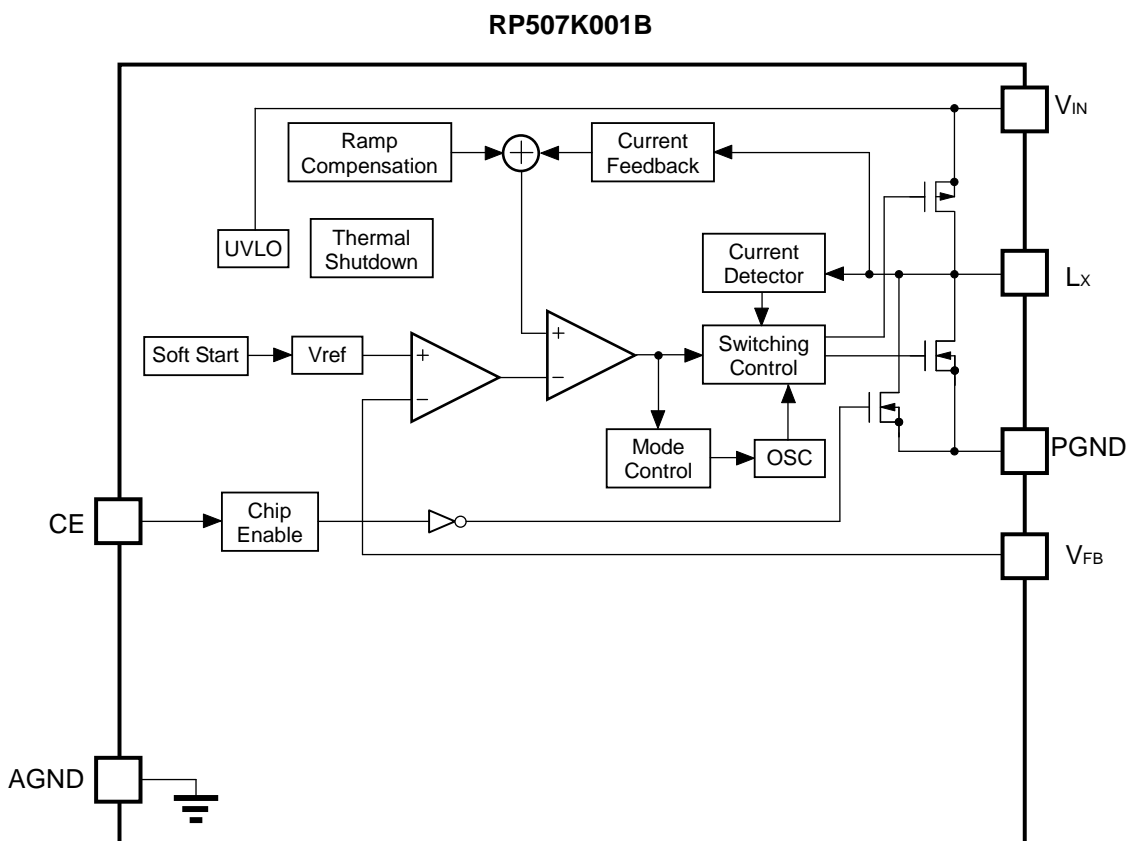 RP507K001B
VIN
Ramp
Compensation
+
Current
Feedback
UVLO
Thermal
Shutdown
Current
Detector
LX
Soft Start
Vref
+
−
+
−
Switching
Control
Mode
Control
OSC
PGND
CE
Chip
Enable
VFB
AGND